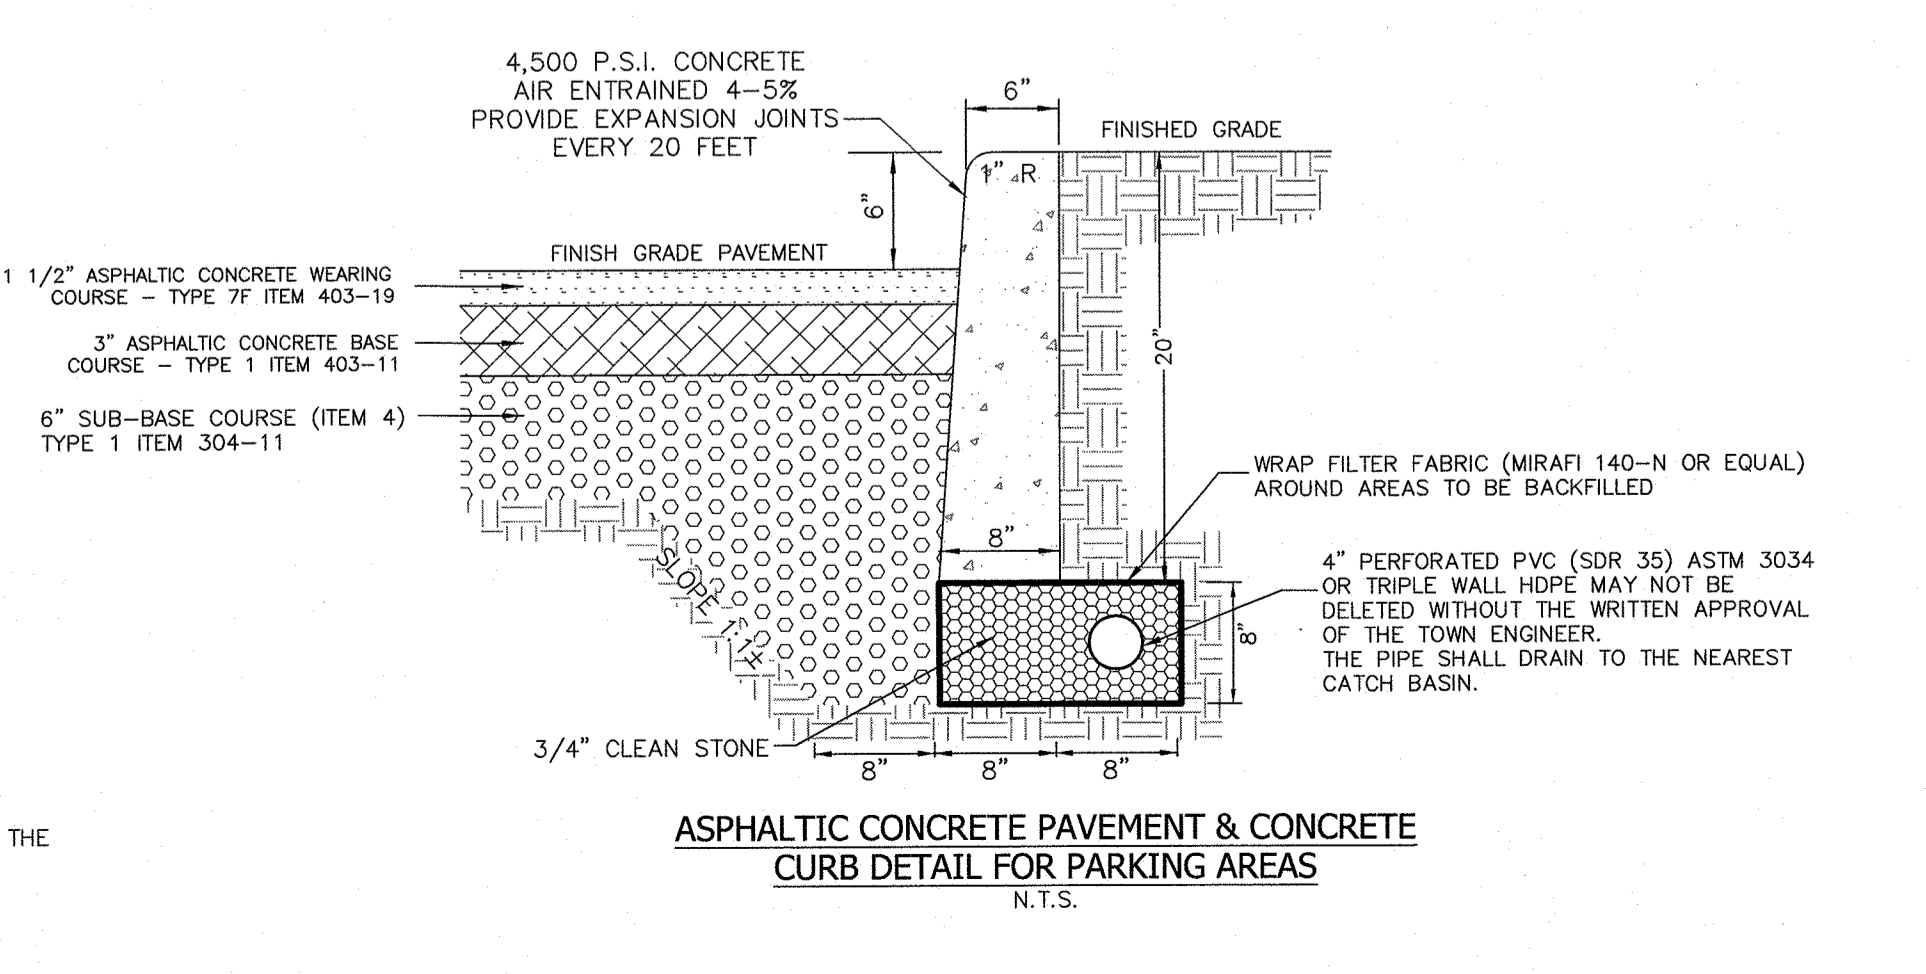 4,500 P.S.I. CONCRETE
AIR ENTRAINED 4-5%
PROVIDE EXPANSION JOINTS
EVERY 20 FEET
6"
FINISHED GRADE
1" R
6"
FINISH GRADE PAVEMENT
1 1/2" ASPHALTIC CONCRETE WEARING
COURSE - TYPE 7F ITEM 403-19
3" ASPHALTIC CONCRETE BASE
COURSE - TYPE 1 ITEM 403-11
20"
6" SUB-BASE COURSE (ITEM 4)
TYPE 1 ITEM 304-11
WRAP FILTER FABRIC (MIRAFI 140-N OR EQUAL)
AROUND AREAS TO BE BACKFILLED
8"
SLOPE 1:1±
4" PERFORATED PVC (SDR 35) ASTM 3034
OR TRIPLE WALL HDPE MAY NOT BE
DELETED WITHOUT THE WRITTEN APPROVAL
OF THE TOWN ENGINEER.
THE PIPE SHALL DRAIN TO THE NEAREST
CATCH BASIN.
8"
3/4" CLEAN STONE
8"
8"
8"
ASPHALTIC CONCRETE PAVEMENT & CONCRETE
CURB DETAIL FOR PARKING AREAS
N.T.S.
THE